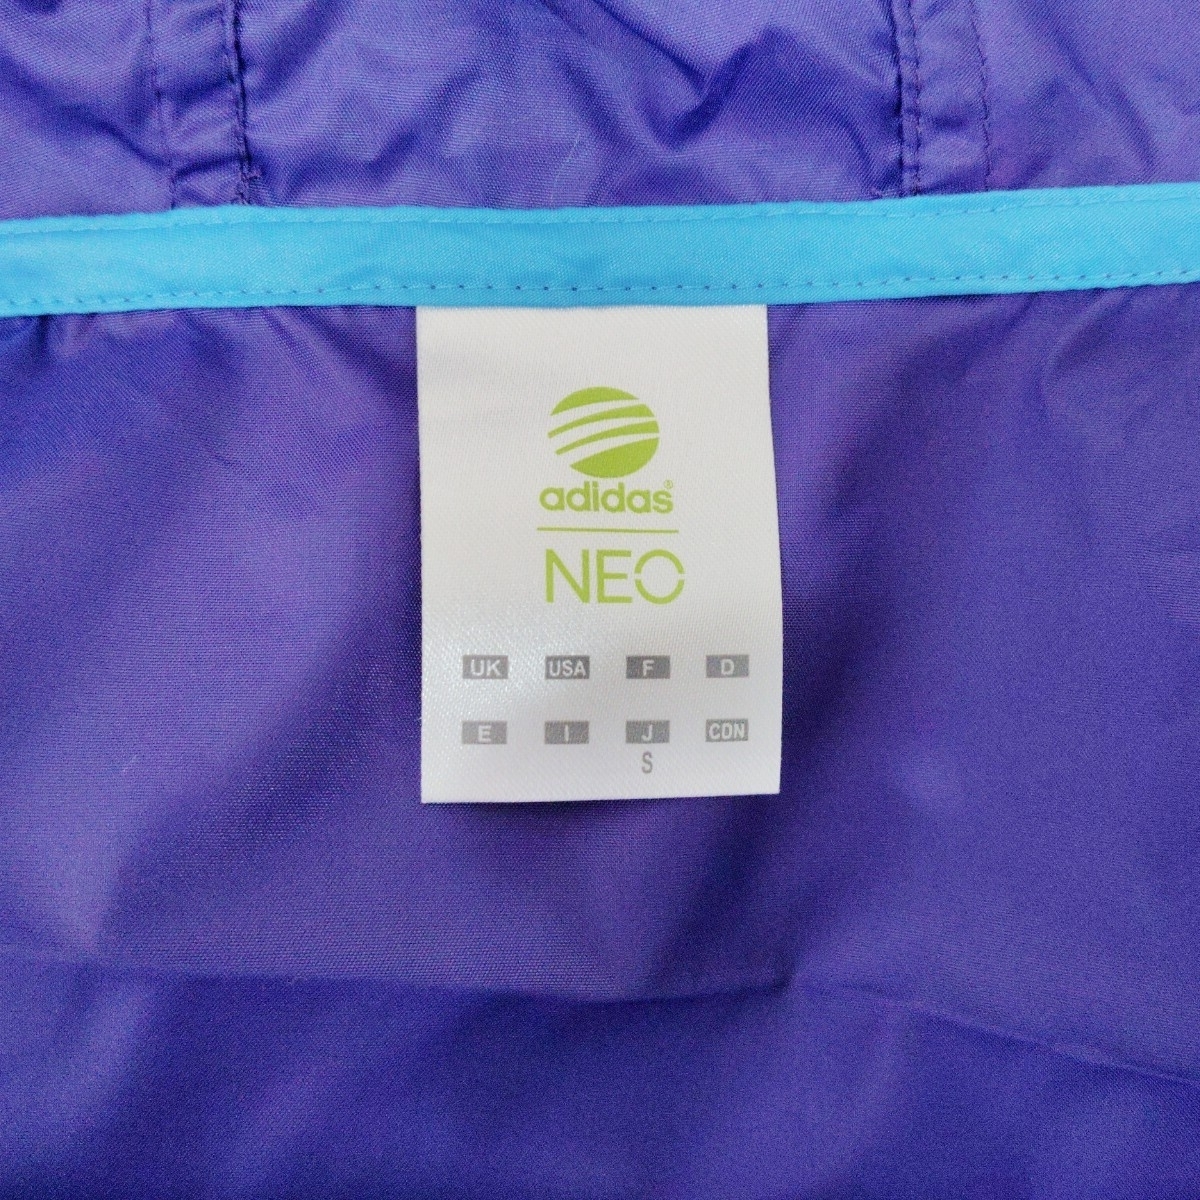 adidas®
NEO
UK USA F D
E I J CDN
S